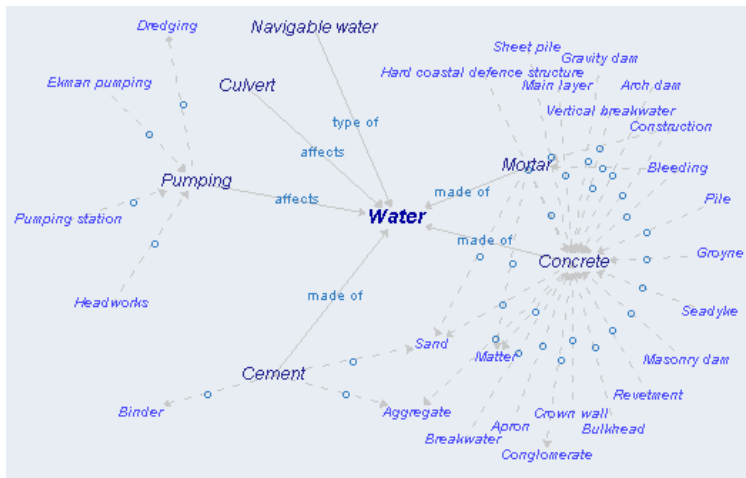 Dredging
Navigable water
Sheet pile
Gravity dam
Hard coastal defence structure
Ekman pumping
Culvert
Main layer
Arch dam
Vertical breakwater
type of
Construction
affects
Mortar
Bleeding
Pumping
made of
affects
Pile
Pumping station
Water
made of
Groyne
Concrete
made of
Headworks
Seadyke
Sand
Matter
Masonry dam
Cement
Revetment
Binder
Aggregate
Crown wall
Apron
Bulkhead
Breakwater
Conglomerate